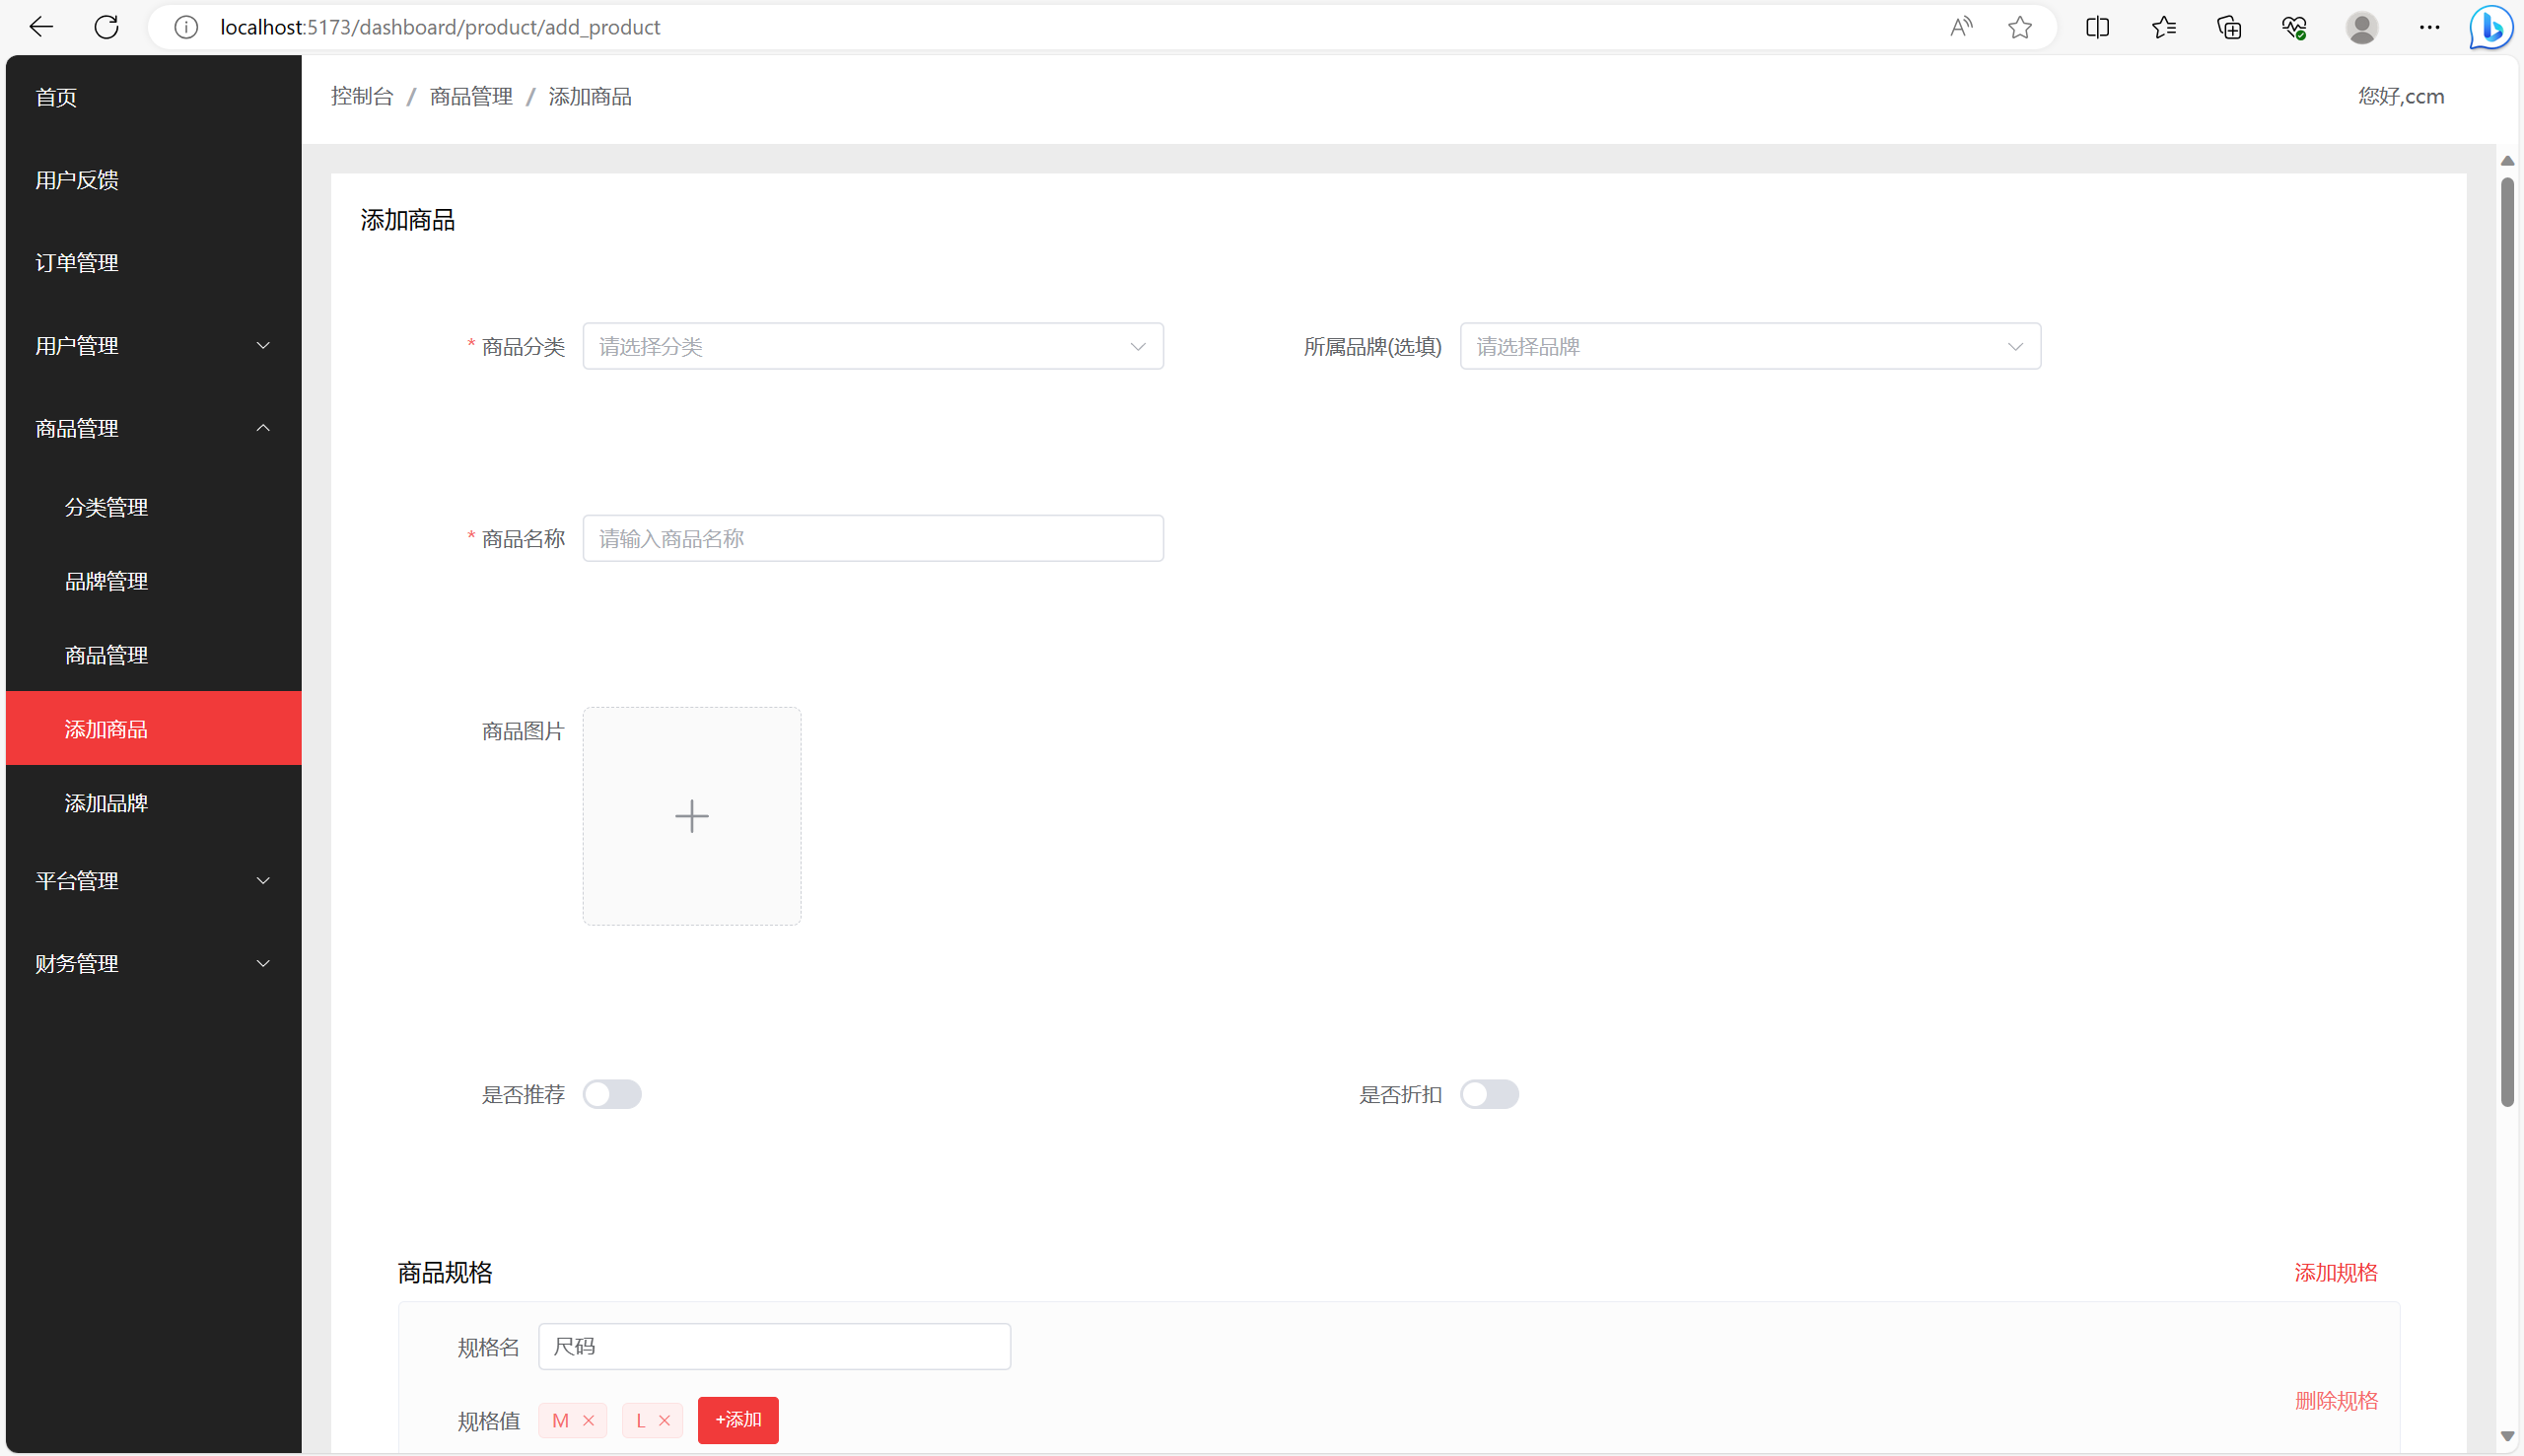 localhost:5173/dashboard/product/add_product
首页
用户反馈
订单管理
用户管理
商品管理
分类管理
品牌管理
商品管理
添加商品
添加品牌
平台管理
财务管理
控制台 / 商品管理 / 添加商品
您好,ccm
添加商品
* 商品分类 请选择分类
所属品牌(选填) 请选择品牌
* 商品名称 请输入商品名称
商品图片
是否推荐
是否折扣
商品规格
添加规格
规格名 尺码
规格值 M × L × +添加
删除规格